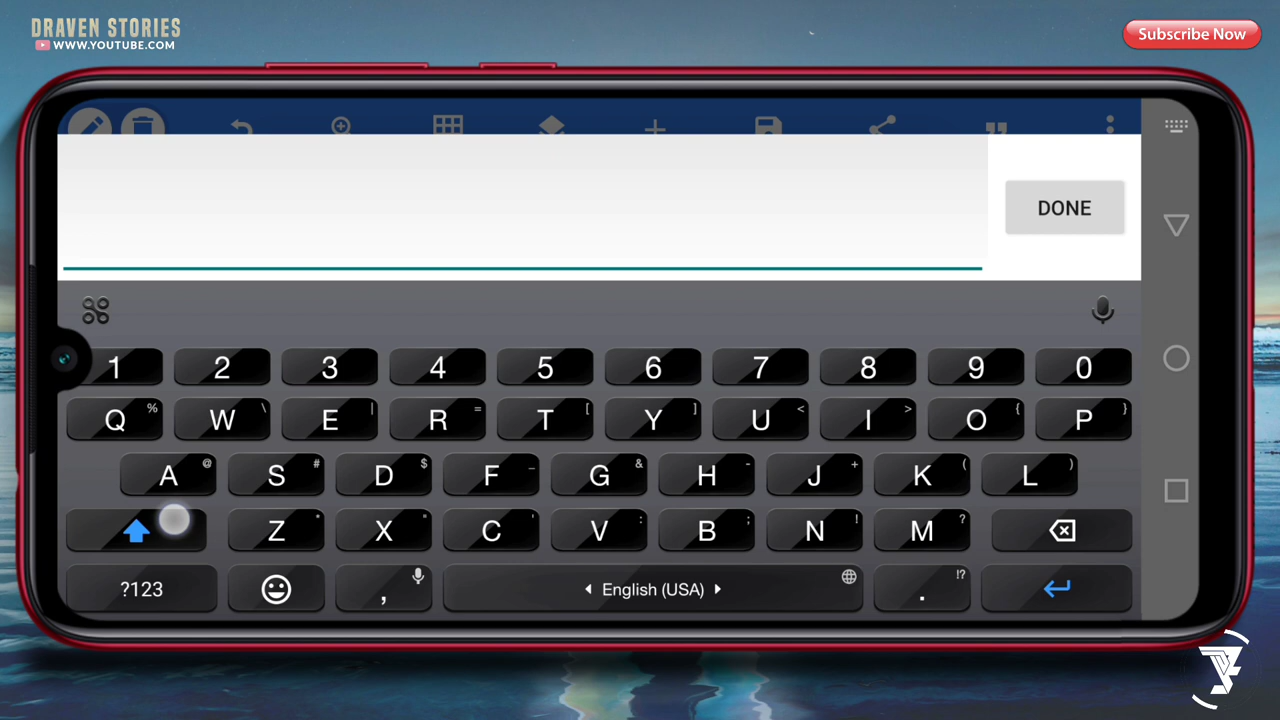 DRAVEN STORIES
WWW.YOUTUBE.COM
Subscribe Now
DONE
1 2 3 4 5 6 7 8 9 0
Q % W \ E | R = T [ Y ] U < I > O { P }
A @ S # D $ F _ G & H - J + K ( L )
Z * X " C ' V : B ; N ! M ?
?123 , English (USA) . !?